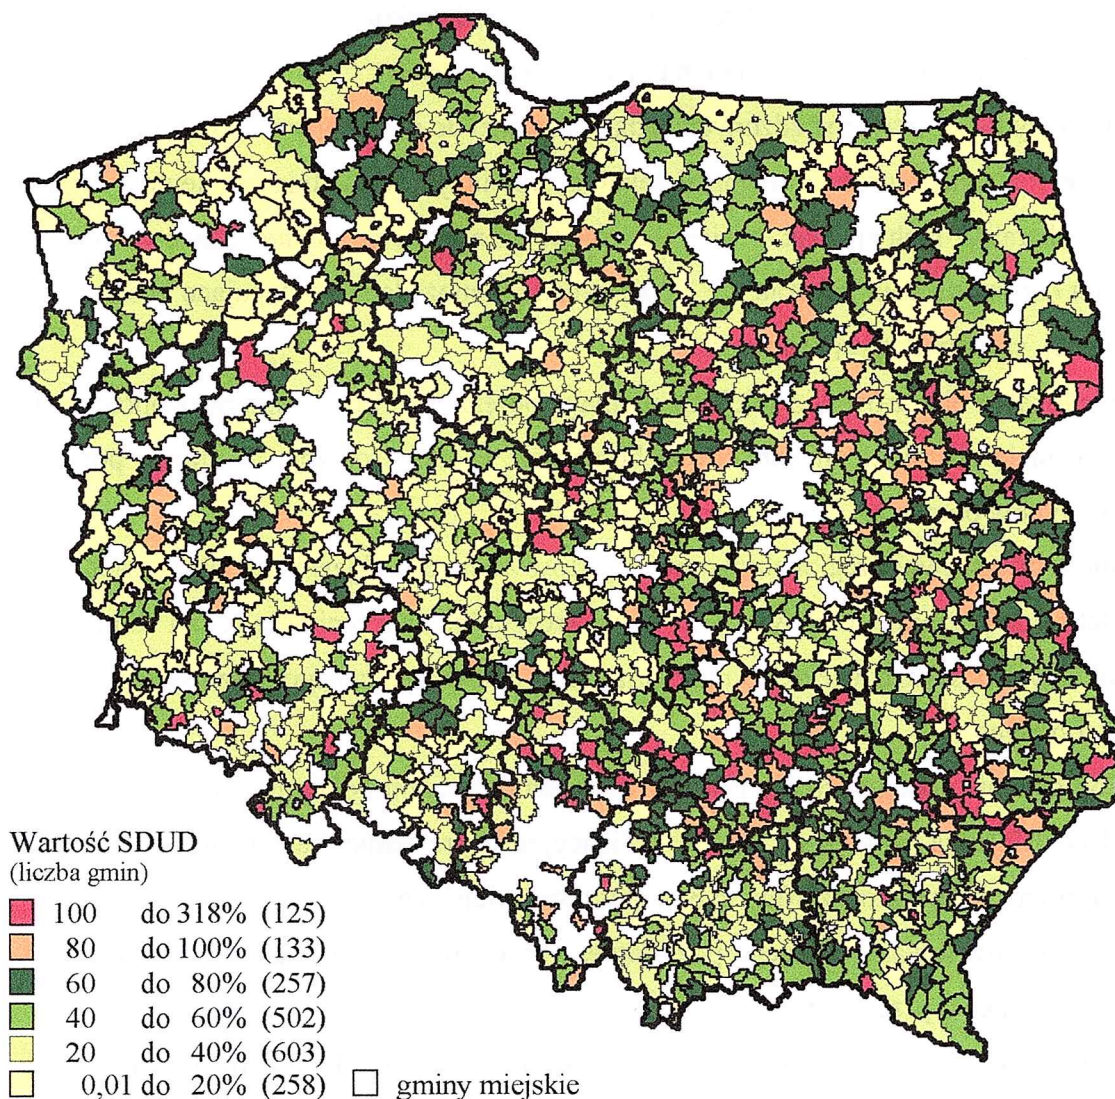 Wartość SDUD
(liczba gmin)
100 do 318% (125)
80 do 100% (133)
60 do 80% (257)
40 do 60% (502)
20 do 40% (603)
0,01 do 20% (258)
gminy miejskie